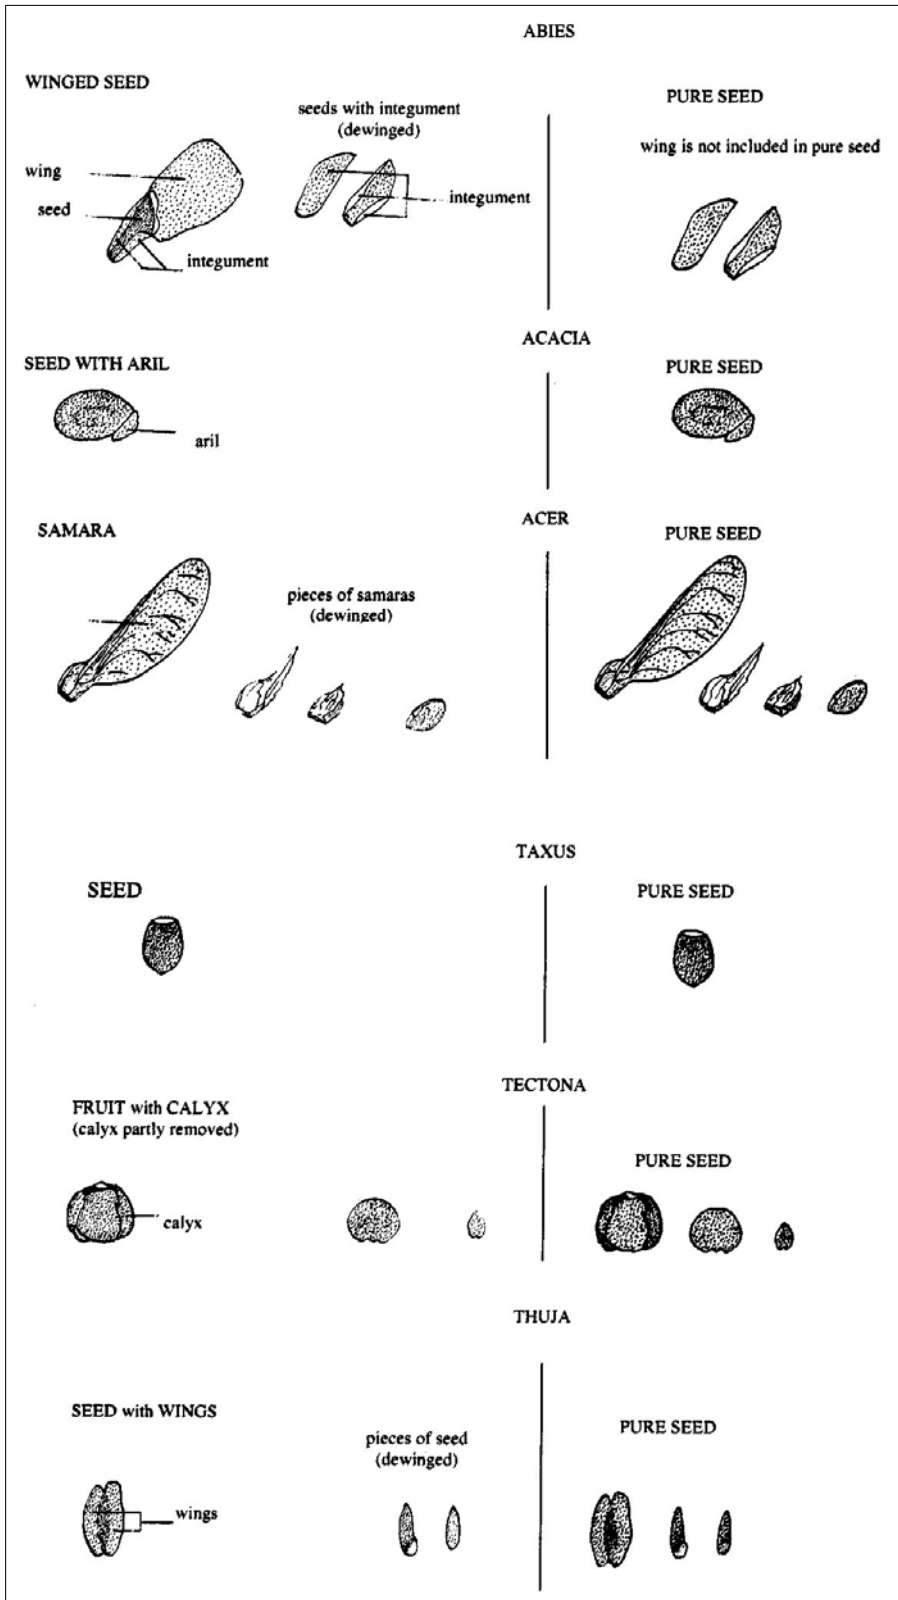 ABIES
WINGED SEED
seeds with integument
(dewinged)
PURE SEED
wing is not included in pure seed
wing
seed
integument
integument
ACACIA
SEED WITH ARIL
PURE SEED
aril
ACER
SAMARA
PURE SEED
pieces of samaras
(dewinged)
TAXUS
SEED
PURE SEED
TECTONA
FRUIT with CALYX
(calyx partly removed)
PURE SEED
calyx
THUJA
SEED with WINGS
pieces of seed
(dewinged)
PURE SEED
wings